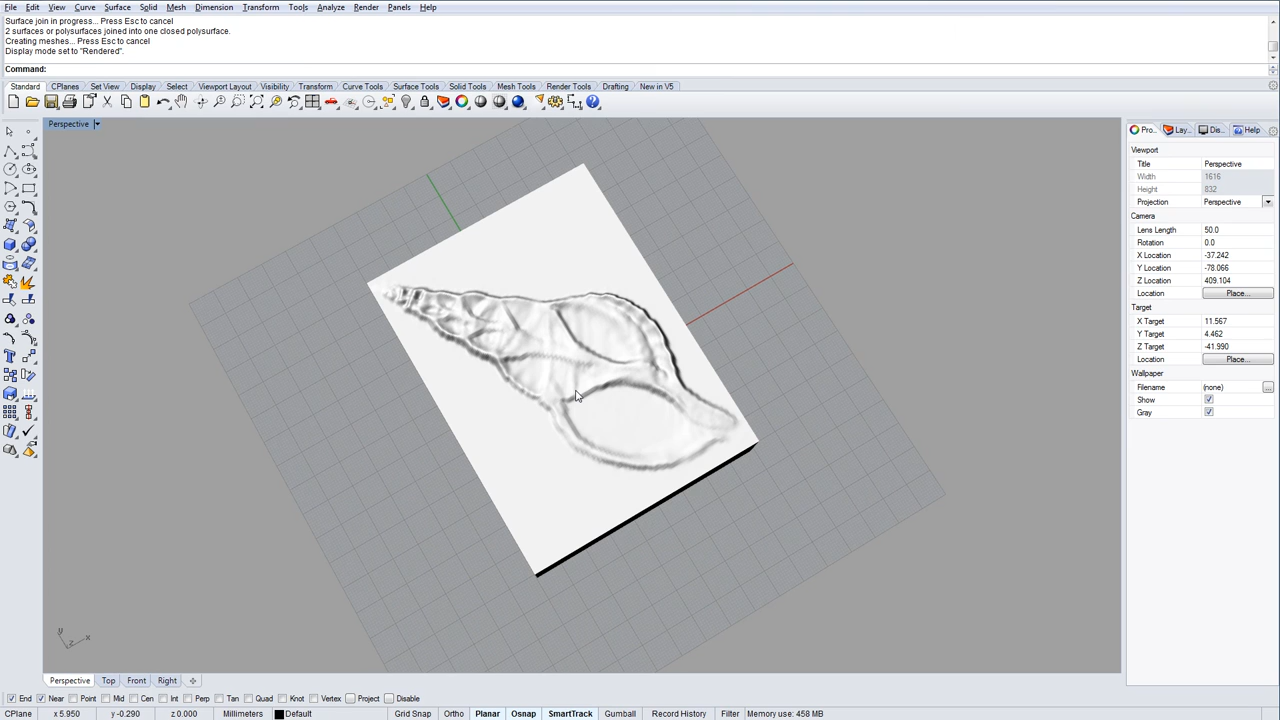 File Edit View Curve Surface Solid Mesh Dimension Transform Tools Analyze Render Panels Help
Surface join in progress... Press Esc to cancel
2 surfaces or polysurfaces joined into one closed polysurface.
Creating meshes... Press Esc to cancel
Display mode set to "Rendered".
Command:
Standard CPlanes Set View Display Select Viewport Layout Visibility Transform Curve Tools Surface Tools Solid Tools Mesh Tools Render Tools Drafting New in V5
Perspective
Pro... Lay... Dis... Help
Viewport
Title Perspective
Width 1616
Height 832
Projection Perspective
Camera
Lens Length 50.0
Rotation 0.0
X Location -37.242
Y Location -78.066
Z Location 409.104
Location Place...
Target
X Target 11.567
Y Target 4.462
Z Target -41.990
Location Place...
Wallpaper
Filename (none) ...
Show
Gray
y z x
Perspective Top Front Right
End Near Point Mid Cen Int Perp Tan Quad Knot Vertex Project Disable
CPlane x 5.950 y -0.290 z 0.000 Millimeters Default Grid Snap Ortho Planar Osnap SmartTrack Gumball Record History Filter Memory use: 458 MB